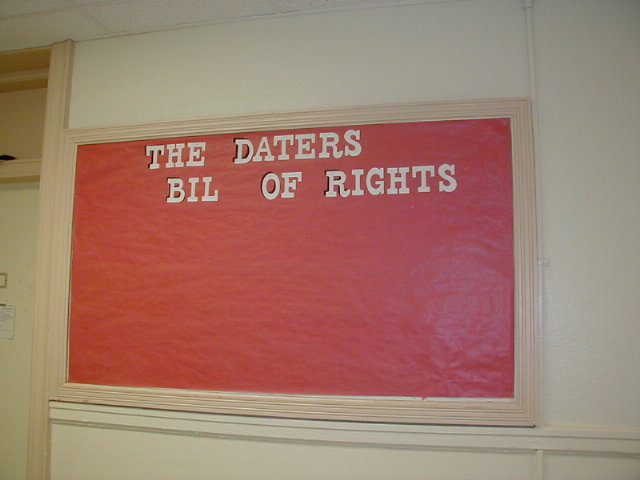 THE DATERS
BIL OF RIGHTS